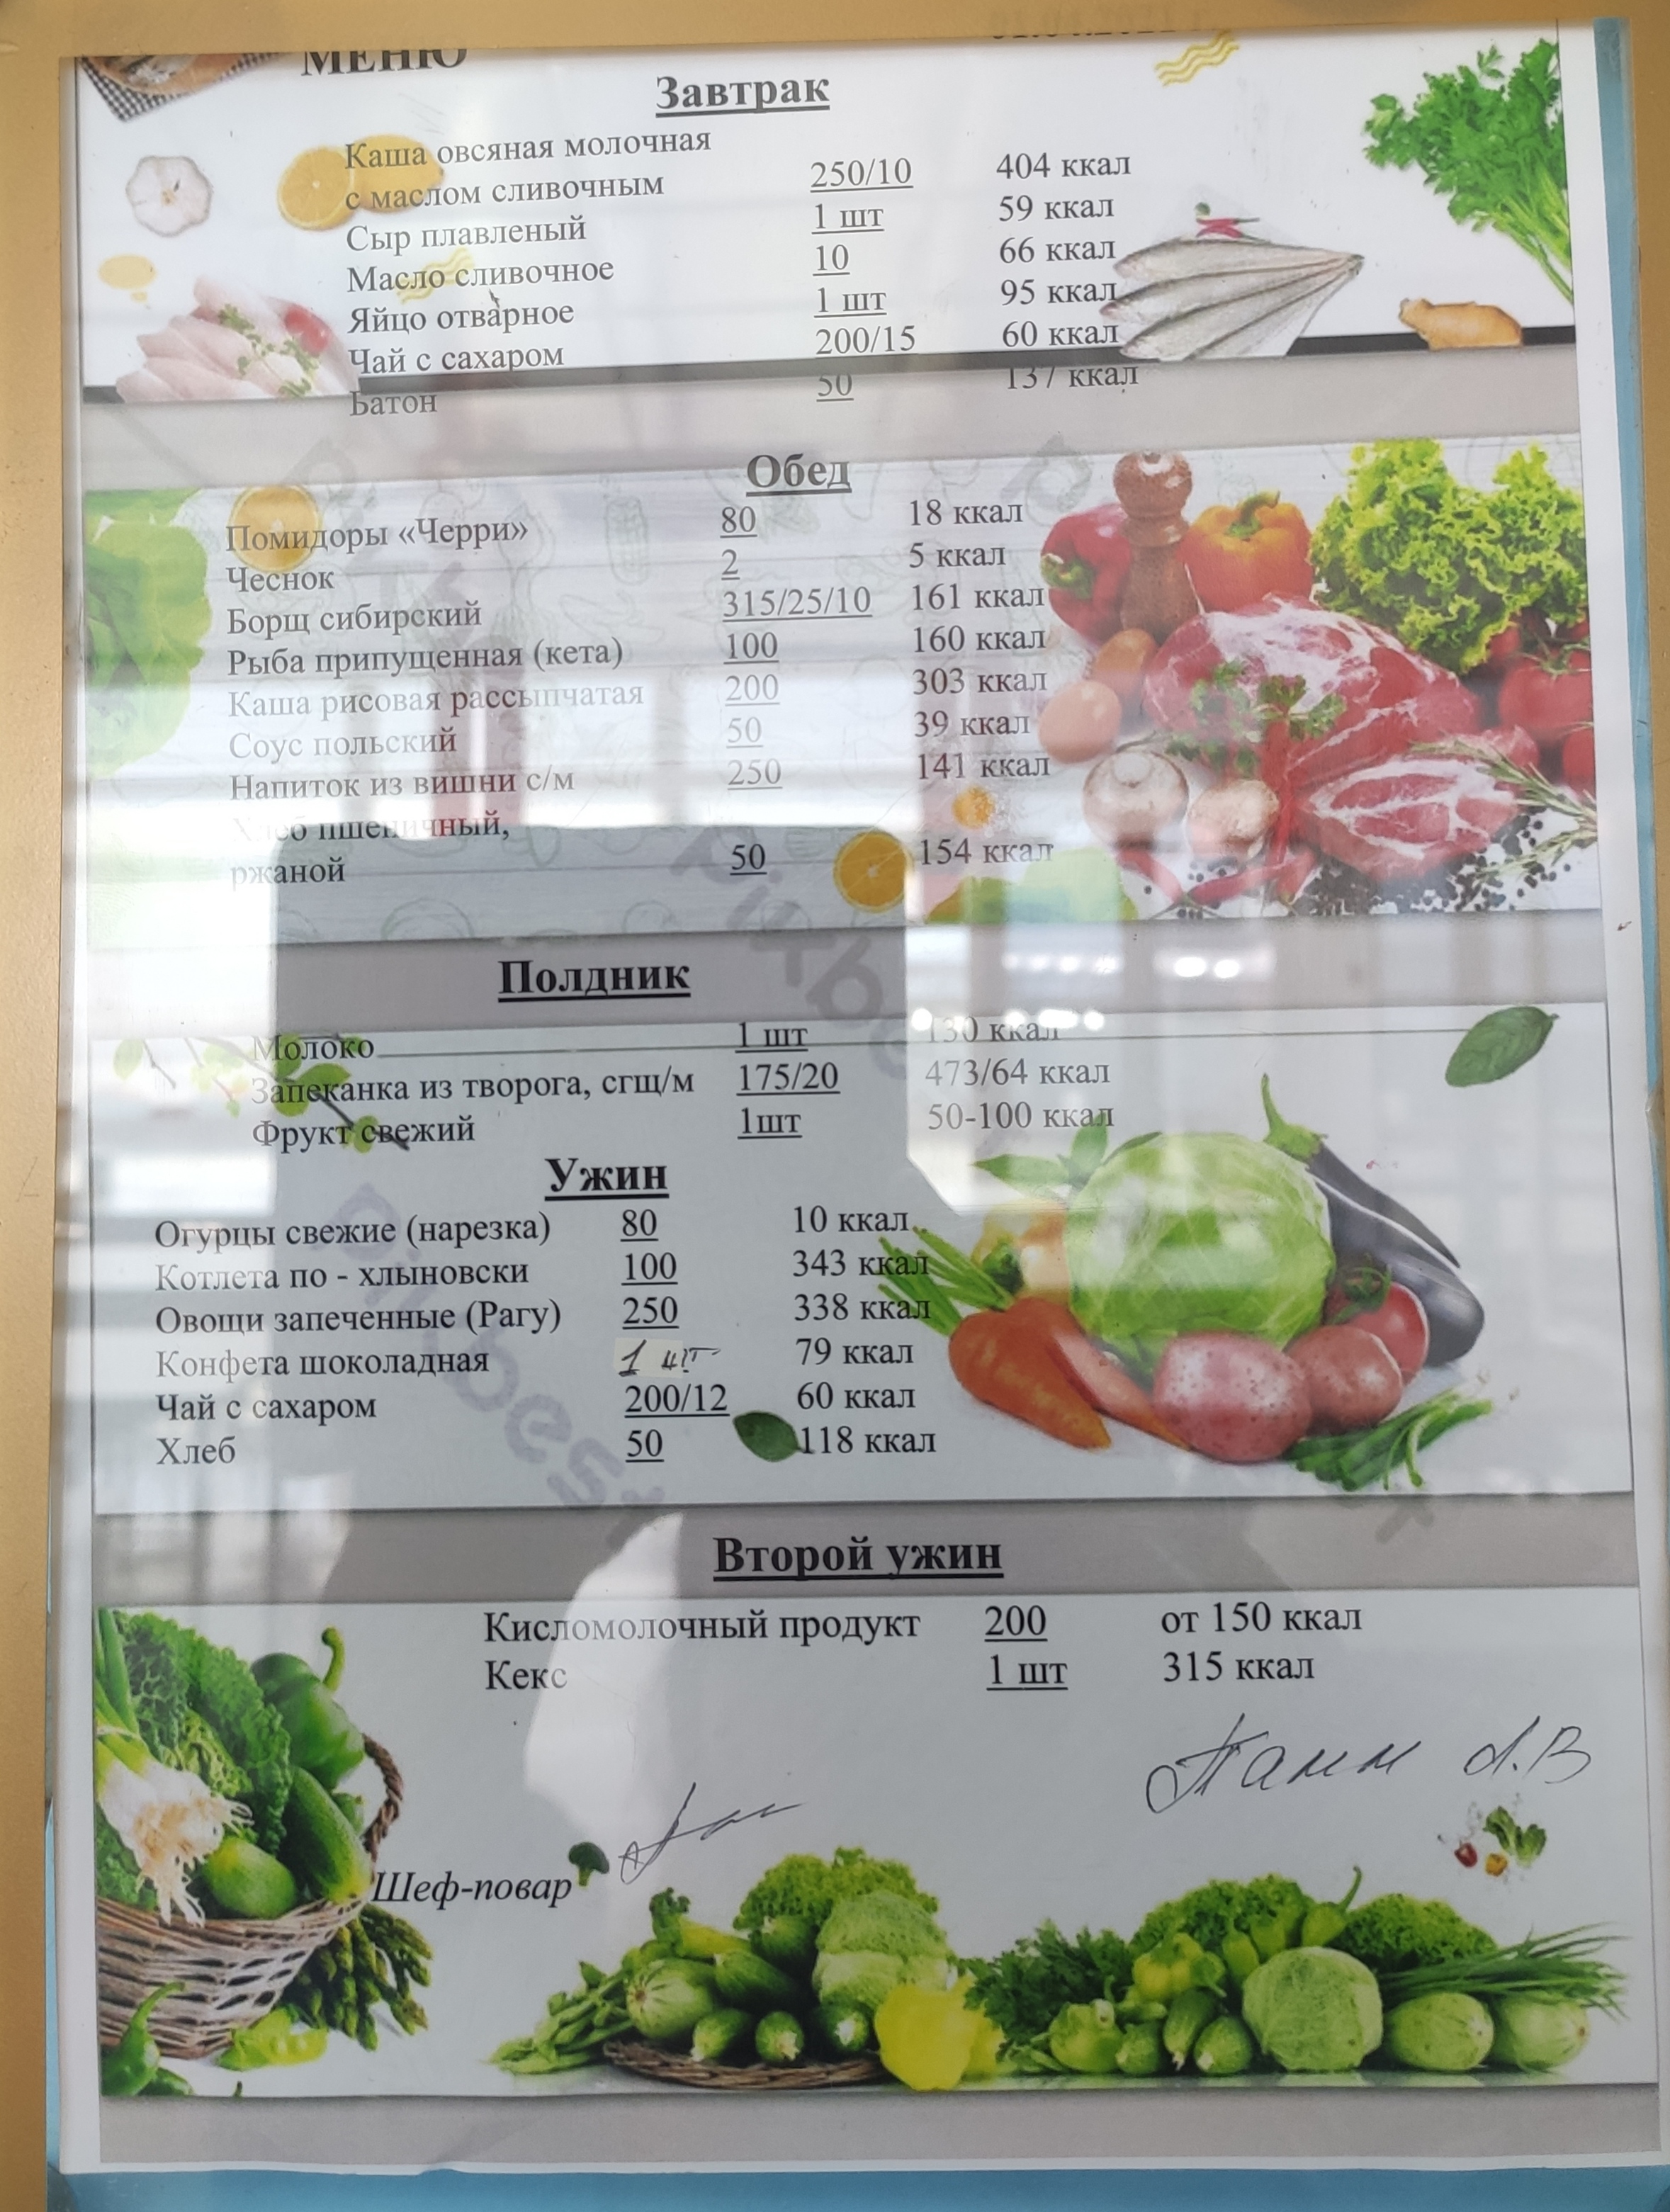 МЕНЮ
Завтрак
Каша овсяная молочная
с маслом сливочным 250/10 404 ккал
Сыр плавленый 1 шт 59 ккал
Масло сливочное 10 66 ккал
Яйцо отварное 1 шт 95 ккал
Чай с сахаром 200/15 60 ккал
Батон 50 137 ккал
Обед
Помидоры «Черри» 80 18 ккал
Чеснок 2 5 ккал
Борщ сибирский 315/25/10 161 ккал
Рыба припущенная (кета) 100 160 ккал
Каша рисовая рассыпчатая 200 303 ккал
Соус польский 50 39 ккал
Напиток из вишни с/м 250 141 ккал
Хлеб пшеничный,
ржаной 50 154 ккал
Полдник
Молоко 1 шт 130 ккал
Запеканка из творога, сгщ/м 175/20 473/64 ккал
Фрукт свежий 1шт 50-100 ккал
Ужин
Огурцы свежие (нарезка) 80 10 ккал
Котлета по - хлыновски 100 343 ккал
Овощи запеченные (Рагу) 250 338 ккал
Конфета шоколадная 1 шт 79 ккал
Чай с сахаром 200/12 60 ккал
Хлеб 50 118 ккал
Второй ужин
Кисломолочный продукт 200 от 150 ккал
Кекс 1 шт 315 ккал
Шеф-повар
pikbest